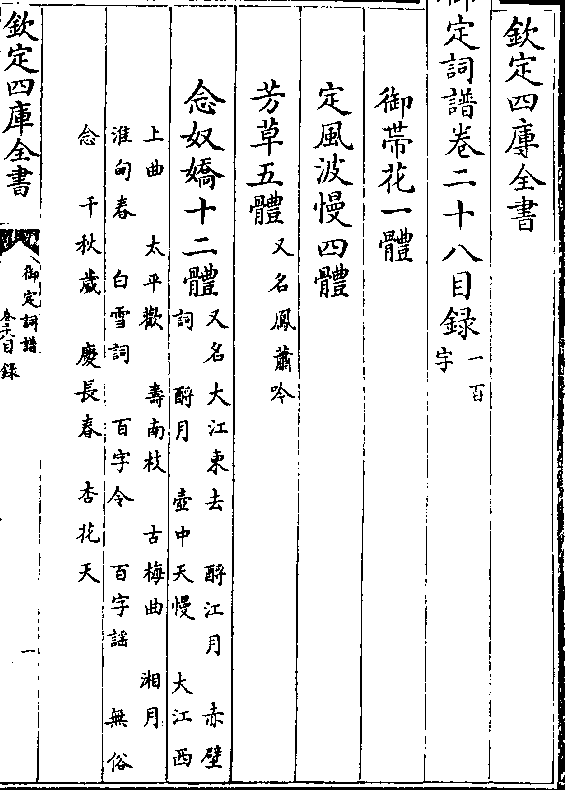 欽定四庫全書
御定詞譜卷二十八目録 一百
字
御帶花一體
定風波慢四體
芳草五體 又名鳳蕭吟
念奴嬌十二體 又名大江東去 酹江月 赤壁
詞 酹月 壺中天慢 大江西
上曲 太平歡 壽南枝 古梅曲 湘月
淮甸春 白雪詞 百字令 百字謡 無俗
念 千秋歲 慶長春 杏花天
欽定四庫全書
御定詞譜
卷二十八目録
一